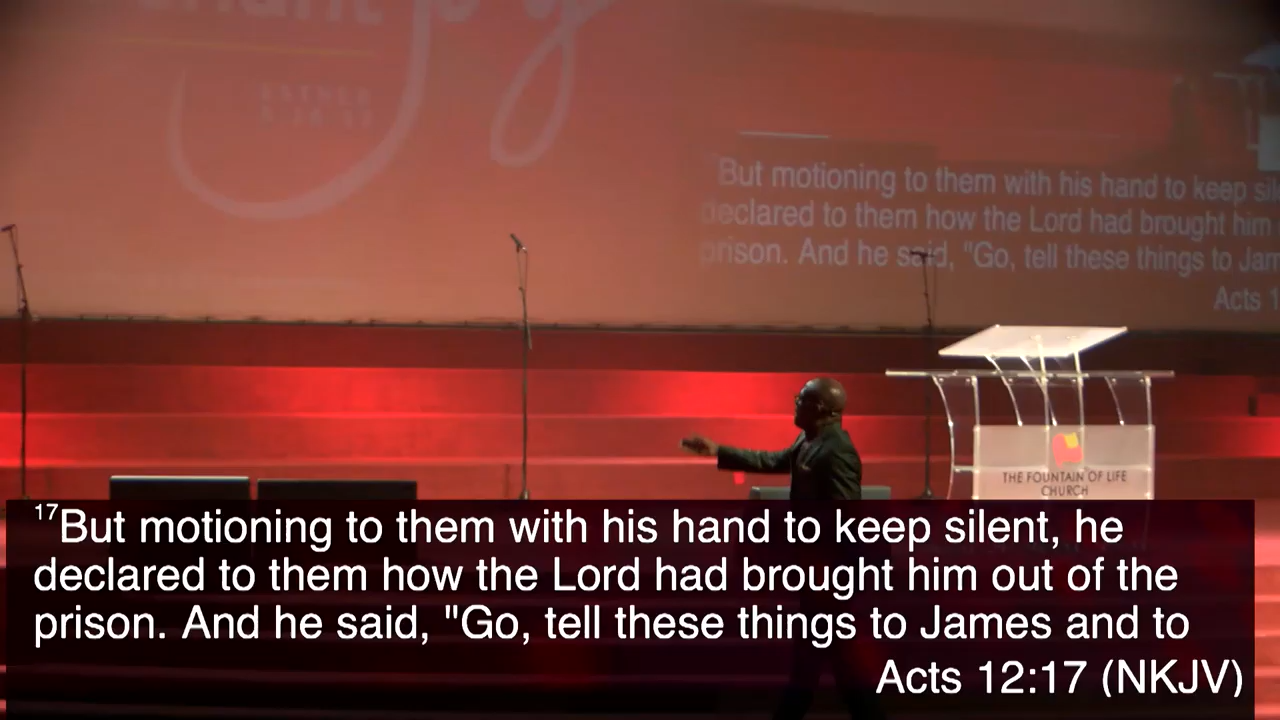 But motioning to them with his hand to keep
declared to them how the Lord had brought him
prison. And he said, "Go, tell these things to
Acts
THE FOUNTAIN OF LIFE
CHURCH
17But motioning to them with his hand to keep silent, he
declared to them how the Lord had brought him out of the
prison. And he said, "Go, tell these things to James and to
Acts 12:17 (NKJV)